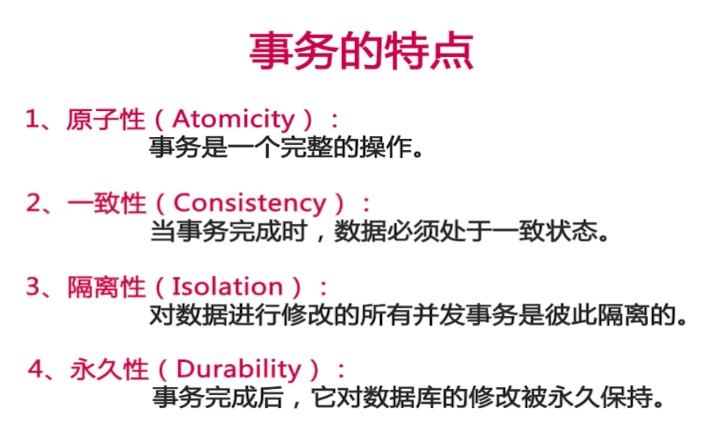 事务的特点
1、原子性（Atomicity）：
事务是一个完整的操作。
2、一致性（Consistency）：
当事务完成时，数据必须处于一致状态。
3、隔离性（Isolation）：
对数据进行修改的所有并发事务是彼此隔离的。
4、永久性（Durability）：
事务完成后，它对数据库的修改被永久保持。